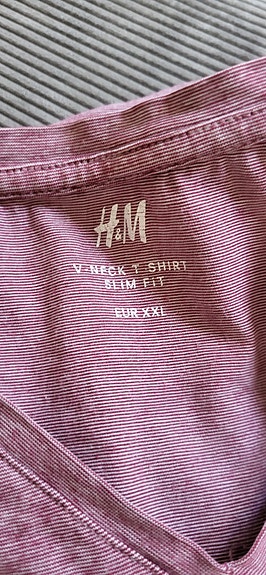 H&M
V-NECK T-SHIRT
SLIM FIT
EUR XXL